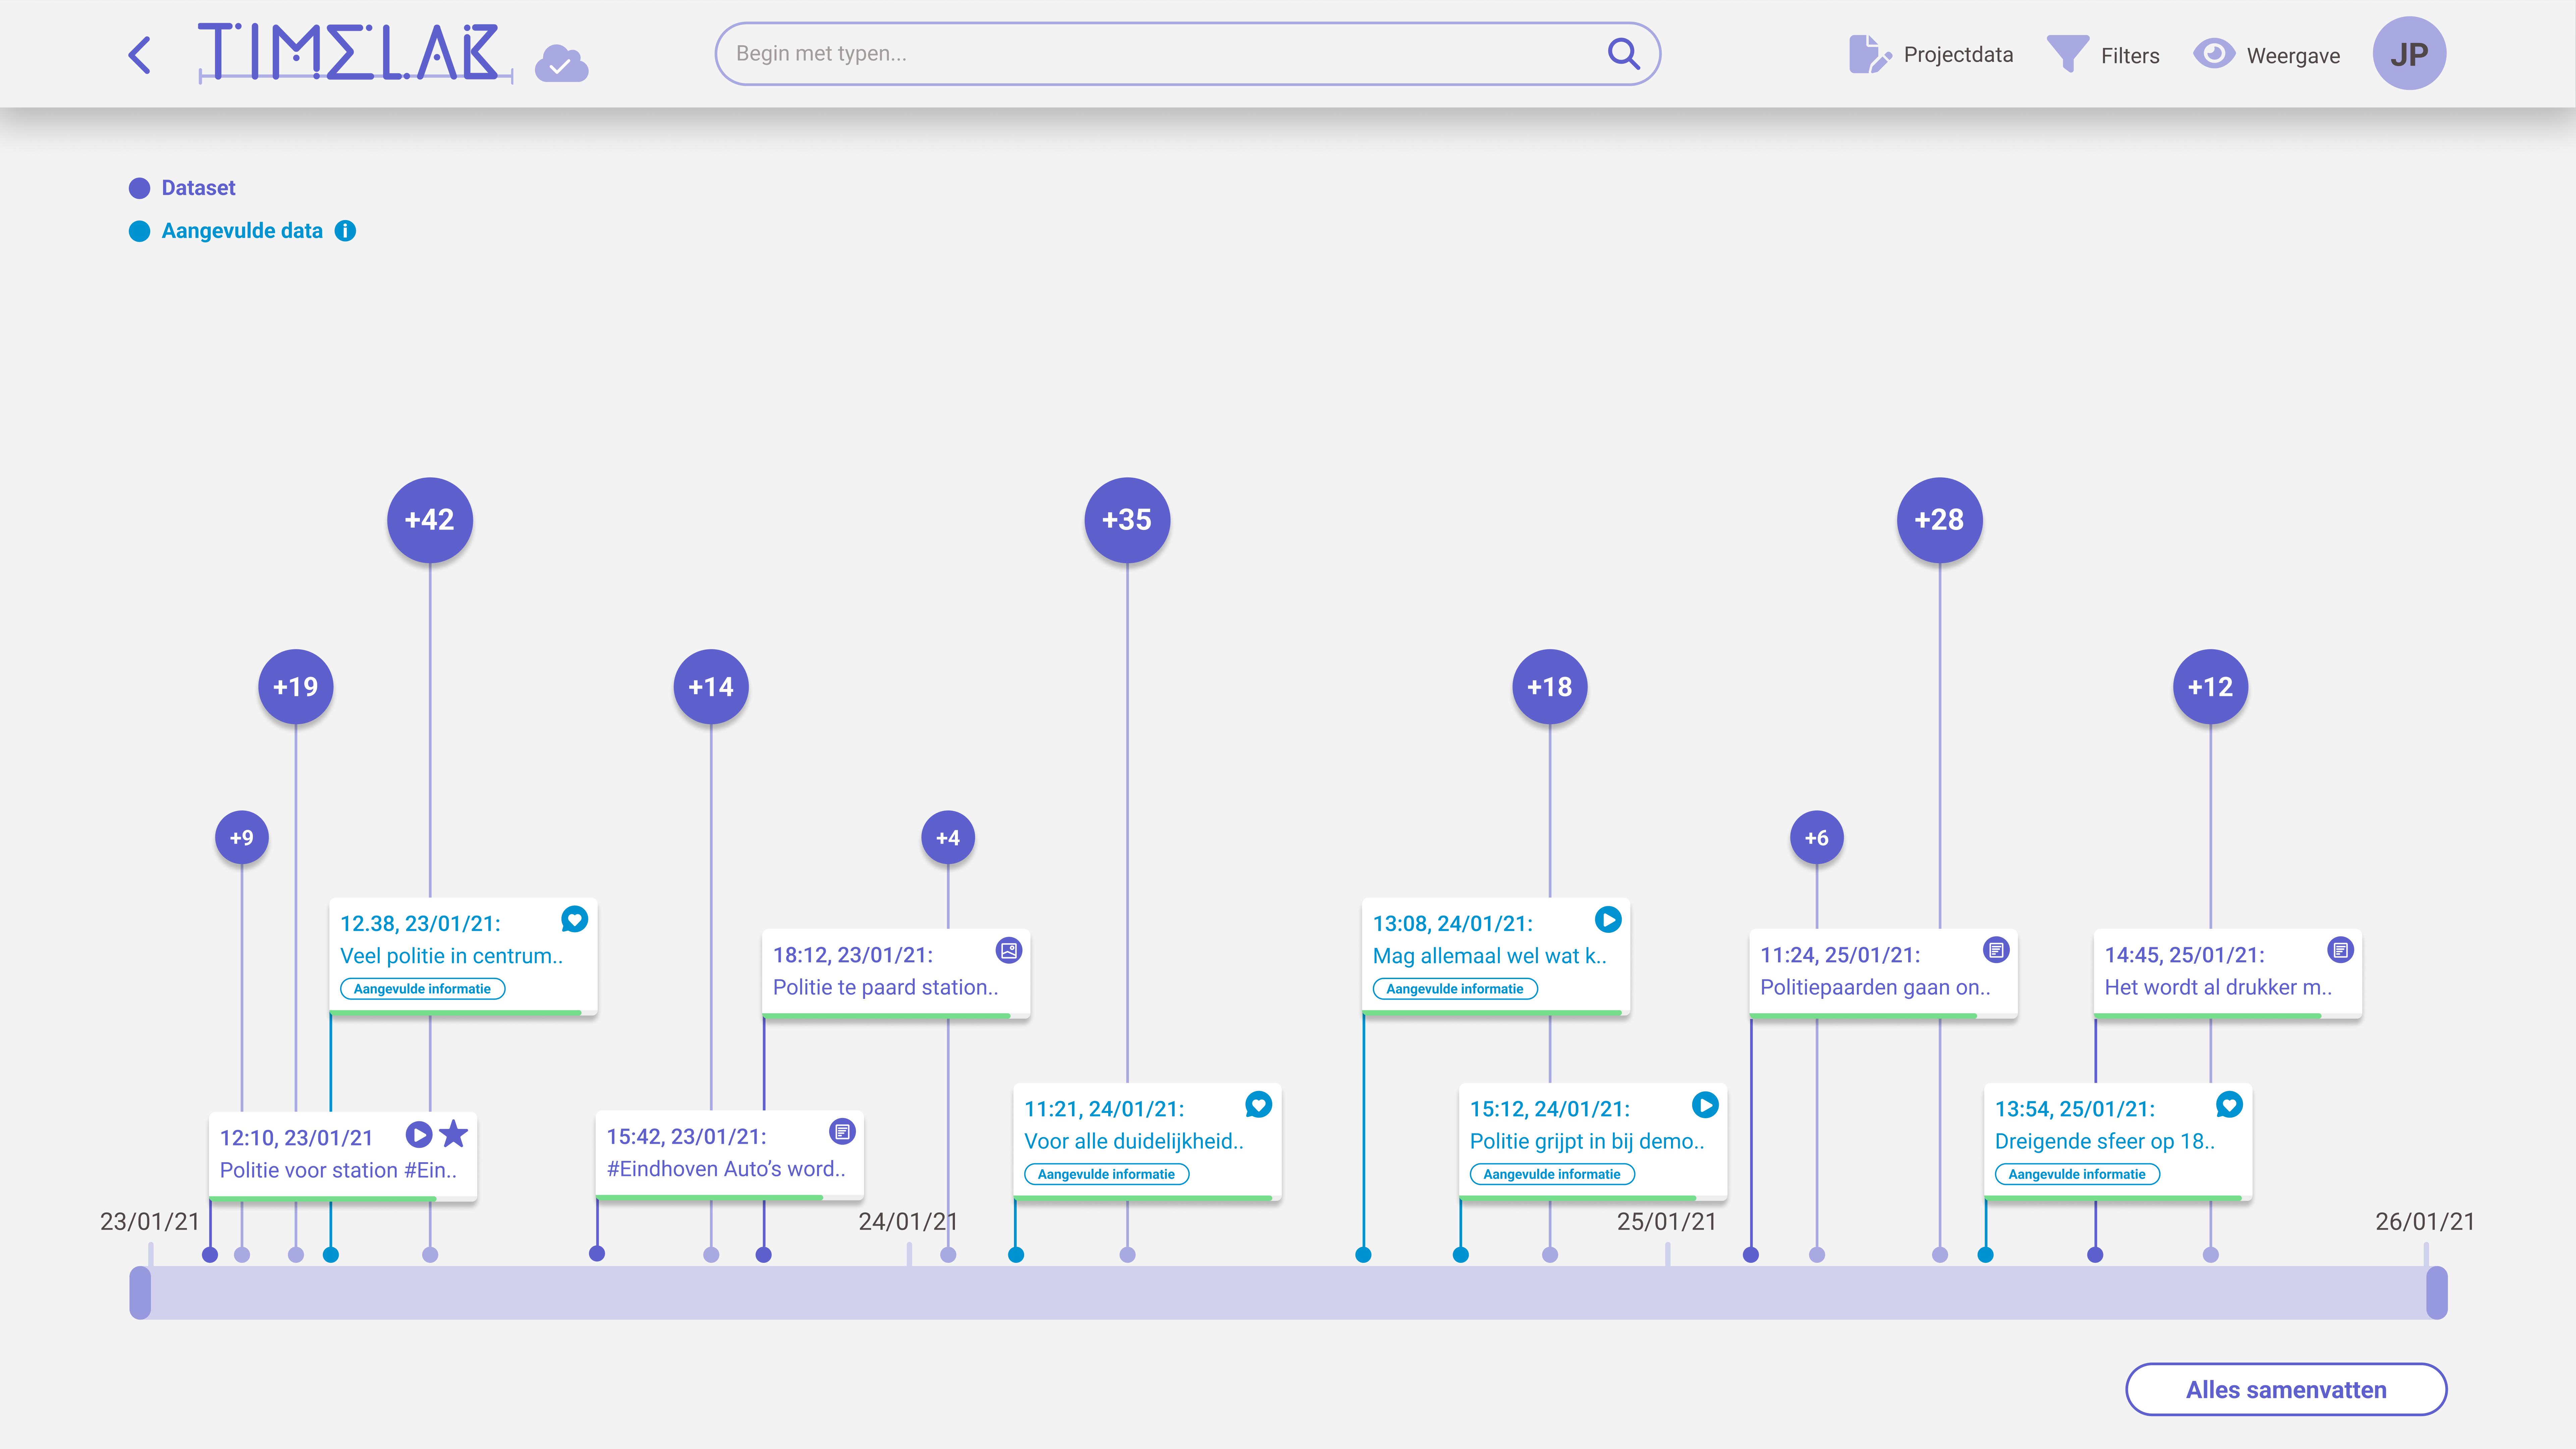 TIMELAB
Begin met typen...
Projectdata
Filters
Weergave
JP
Dataset
Aangevulde data
+42
+35
+28
+19
+14
+18
+12
+9
+4
+6
12.38, 23/01/21:
Veel politie in centrum..
Aangevulde informatie
18:12, 23/01/21:
Politie te paard station..
13:08, 24/01/21:
Mag allemaal wel wat k..
Aangevulde informatie
11:24, 25/01/21:
Politiepaarden gaan on..
14:45, 25/01/21:
Het wordt al drukker m..
12:10, 23/01/21
Politie voor station #Ein..
15:42, 23/01/21:
#Eindhoven Auto’s word..
11:21, 24/01/21:
Voor alle duidelijkheid..
Aangevulde informatie
15:12, 24/01/21:
Politie grijpt in bij demo..
Aangevulde informatie
13:54, 25/01/21:
Dreigende sfeer op 18..
Aangevulde informatie
23/01/21
24/01/21
25/01/21
26/01/21
Alles samenvatten